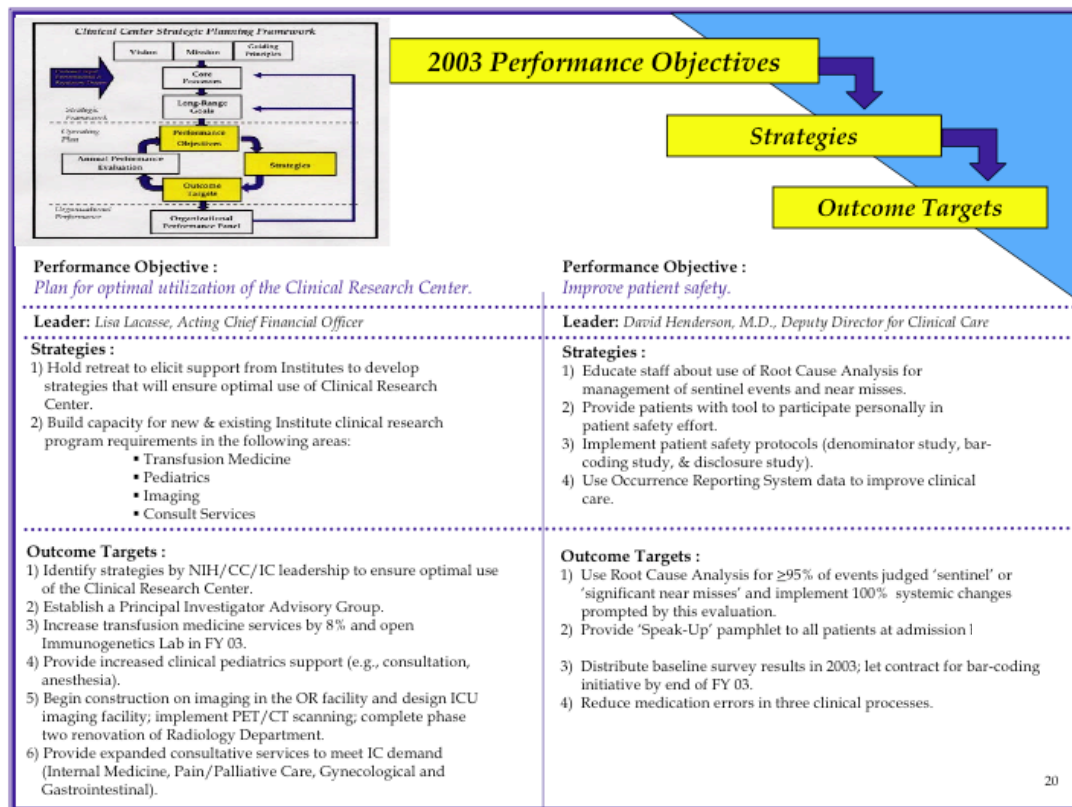 Clinical Center Strategic Planning Framework
Vision
Mission
Guiding
Principles
Core
Processes
Long-Range
Goals
Strategic
Framework
Operating
Plan
Performance
Objectives
Annual Performance
Evaluation
Strategies
Outcome
Targets
Organizational
Performance
Organizational
Performance Panel
2003 Performance Objectives
Strategies
Outcome Targets
Performance Objective :
Plan for optimal utilization of the Clinical Research Center.
Leader: Lisa Lacasse, Acting Chief Financial Officer
Strategies :
1) Hold retreat to elicit support from Institutes to develop
strategies that will ensure optimal use of Clinical Research
Center.
2) Build capacity for new & existing Institute clinical research
program requirements in the following areas:
▪ Transfusion Medicine
▪ Pediatrics
▪ Imaging
▪ Consult Services
Outcome Targets :
1) Identify strategies by NIH/CC/IC leadership to ensure optimal use
of the Clinical Research Center.
2) Establish a Principal Investigator Advisory Group.
3) Increase transfusion medicine services by 8% and open
Immunogenetics Lab in FY 03.
4) Provide increased clinical pediatrics support (e.g., consultation,
anesthesia).
5) Begin construction on imaging in the OR facility and design ICU
imaging facility; implement PET/CT scanning; complete phase
two renovation of Radiology Department.
6) Provide expanded consultative services to meet IC demand
(Internal Medicine, Pain/Palliative Care, Gynecological and
Gastrointestinal).
Performance Objective :
Improve patient safety.
Leader: David Henderson, M.D., Deputy Director for Clinical Care
Strategies :
1) Educate staff about use of Root Cause Analysis for
management of sentinel events and near misses.
2) Provide patients with tool to participate personally in
patient safety effort.
3) Implement patient safety protocols (denominator study, bar-
coding study, & disclosure study).
4) Use Occurrence Reporting System data to improve clinical
care.
Outcome Targets :
1) Use Root Cause Analysis for ≥95% of events judged ‘sentinel’ or
‘significant near misses’ and implement 100% systemic changes
prompted by this evaluation.
2) Provide ‘Speak-Up’ pamphlet to all patients at admission
3) Distribute baseline survey results in 2003; let contract for bar-coding
initiative by end of FY 03.
4) Reduce medication errors in three clinical processes.
20